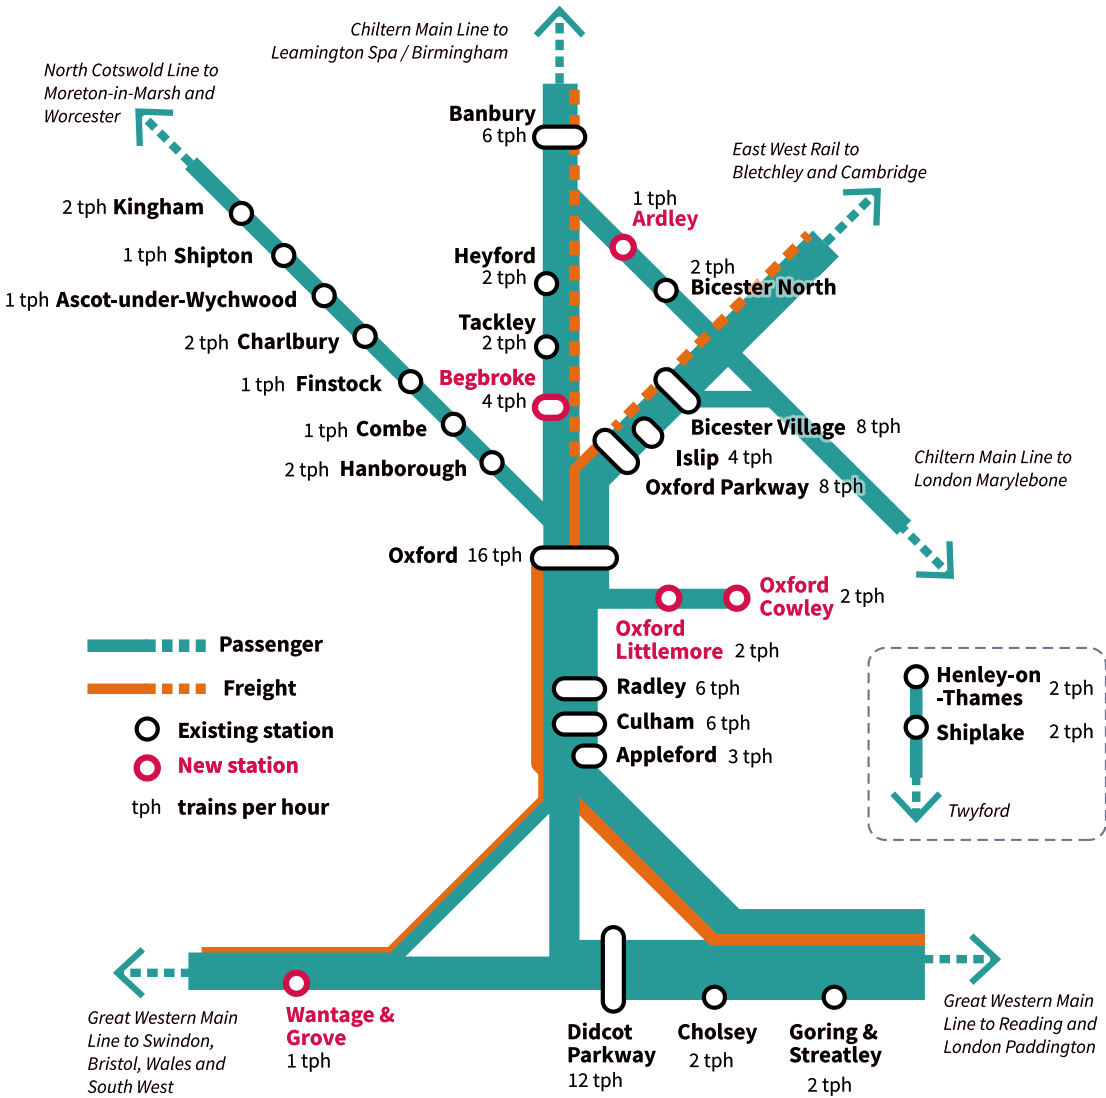 Chiltern Main Line to
Leamington Spa / Birmingham
North Cotswold Line to
Moreton-in-Marsh and
Worcester
Banbury
6 tph
East West Rail to
Bletchley and Cambridge
2 tph Kingham
1 tph
Ardley
1 tph Shipton
Heyford
2 tph
2 tph
Bicester North
1 tph Ascot-under-Wychwood
Tackley
2 tph
2 tph Charlbury
Begbroke
4 tph
1 tph Finstock
1 tph Combe
Bicester Village 8 tph
2 tph Hanborough
Islip 4 tph
Oxford Parkway 8 tph
Chiltern Main Line to
London Marylebone
Oxford 16 tph
Oxford
Cowley 2 tph
Oxford
Littlemore 2 tph
Passenger
Freight
Existing station
New station
tph trains per hour
Radley 6 tph
Culham 6 tph
Appleford 3 tph
Henley-on
-Thames 2 tph
Shiplake 2 tph
Twyford
Great Western Main
Line to Swindon,
Bristol, Wales and
South West
Wantage &
Grove
1 tph
Didcot
Parkway
12 tph
Cholsey
2 tph
Goring &
Streatley
2 tph
Great Western Main
Line to Reading and
London Paddington